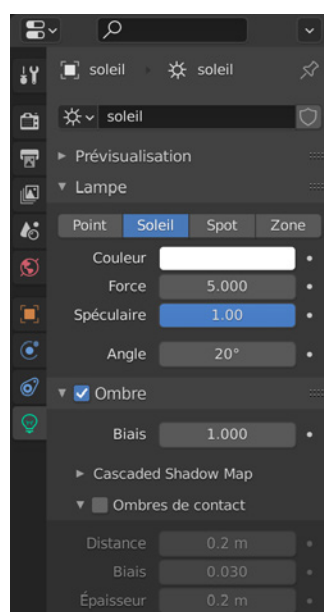 soleil soleil
soleil
Prévisualisation
Lampe
Point Soleil Spot Zone
Couleur
Force 5.000
Spéculaire 1.00
Angle 20°
Ombre
Biais 1.000
Cascaded Shadow Map
Ombres de contact
Distance 0.2 m
Biais 0.030
Épaisseur 0.2 m